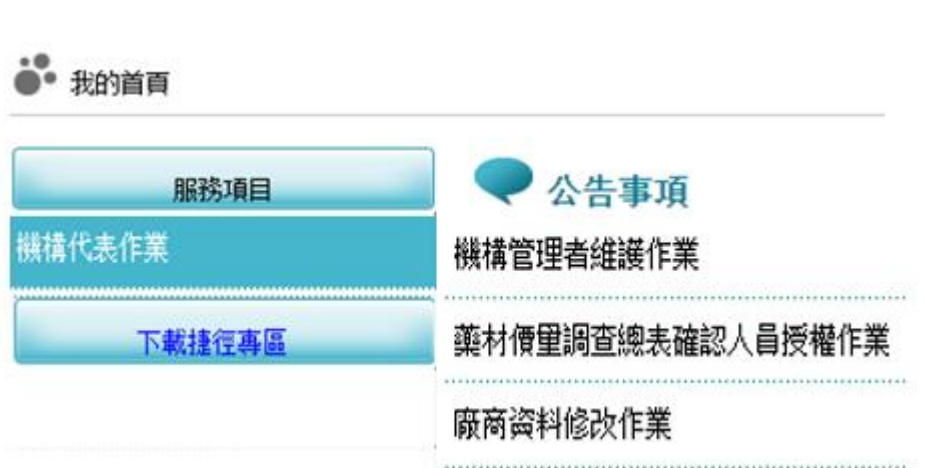 我的首頁
服務項目
機構代表作業
下載捷徑專區
公告事項
機構管理者維護作業
藥材價量調查總表確認人員授權作業
廠商資料修改作業